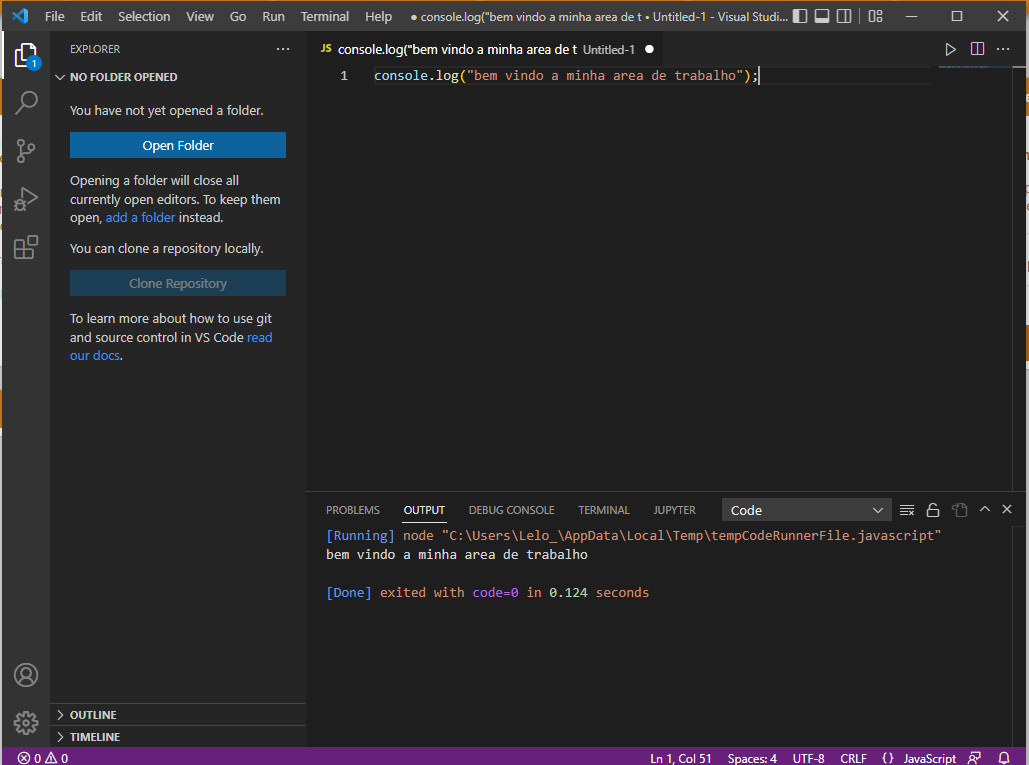 File Edit Selection View Go Run Terminal Help ● console.log("bem vindo a minha area de t • Untitled-1 - Visual Studi...
EXPLORER
NO FOLDER OPENED
You have not yet opened a folder.
Open Folder
Opening a folder will close all
currently open editors. To keep them
open, add a folder instead.
You can clone a repository locally.
Clone Repository
To learn more about how to use git
and source control in VS Code read
our docs.
OUTLINE
TIMELINE
JS console.log("bem vindo a minha area de t Untitled-1 ●
1 console.log("bem vindo a minha area de trabalho");
PROBLEMS OUTPUT DEBUG CONSOLE TERMINAL JUPYTER Code
[Running] node "C:\Users\Lelo_\AppData\Local\Temp\tempCodeRunnerFile.javascript"
bem vindo a minha area de trabalho
[Done] exited with code=0 in 0.124 seconds
1
0 0 Ln 1, Col 51 Spaces: 4 UTF-8 CRLF {} JavaScript